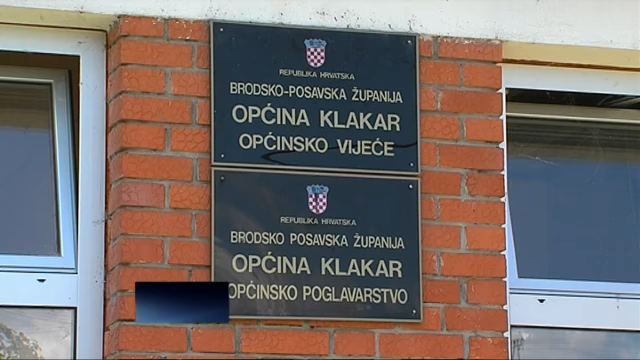 REPUBLIKA HRVATSKA
BRODSKO-POSAVSKA ŽUPANIJA
OPĆINA KLAKAR
OPĆINSKO VIJEĆE
REPUBLIKA HRVATSKA
BRODSKO POSAVSKA ŽUPANIJA
OPĆINA KLAKAR
OPĆINSKO POGLAVARSTVO